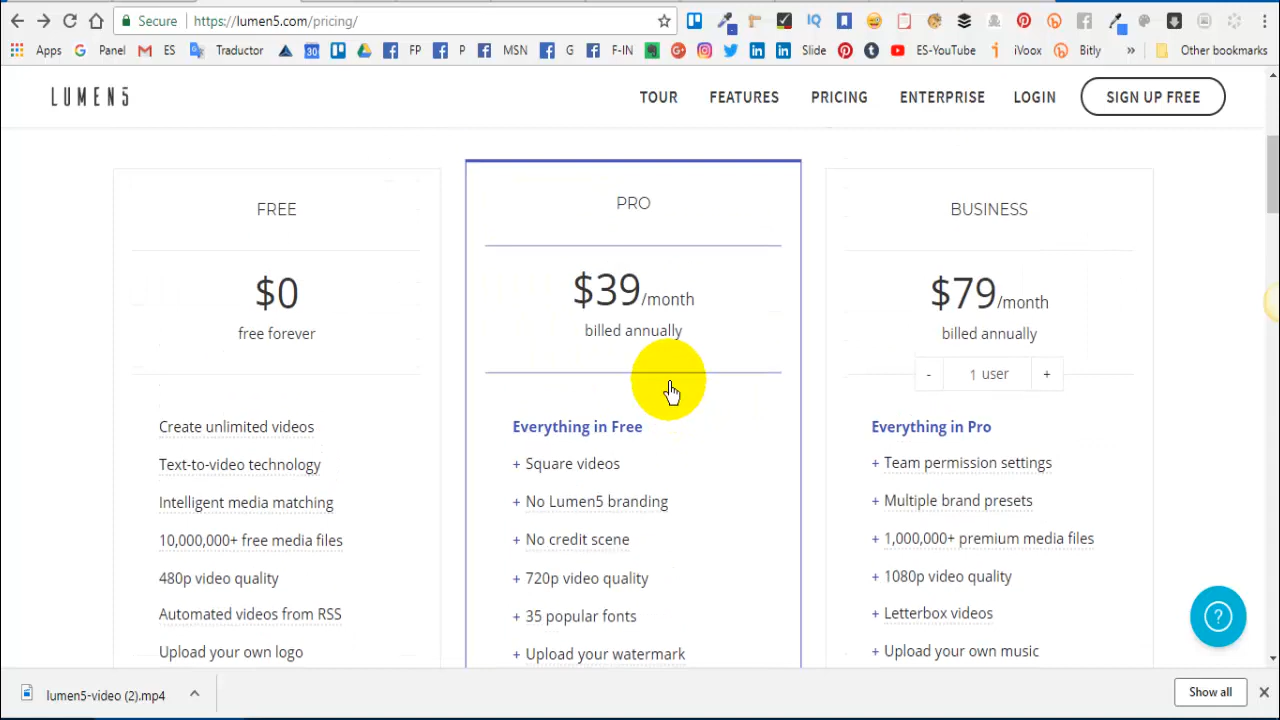 Secure https://lumen5.com/pricing/
Apps Panel ES Traductor FP P MSN G F-IN Slide ES-YouTube iVoox Bitly » Other bookmarks
LUMEN5 TOUR FEATURES PRICING ENTERPRISE LOGIN SIGN UP FREE
FREE
$0
free forever
Create unlimited videos
Text-to-video technology
Intelligent media matching
10,000,000+ free media files
480p video quality
Automated videos from RSS
Upload your own logo
PRO
$39/month
billed annually
Everything in Free
+ Square videos
+ No Lumen5 branding
+ No credit scene
+ 720p video quality
+ 35 popular fonts
+ Upload your watermark
BUSINESS
$79/month
billed annually
- 1 user +
Everything in Pro
+ Team permission settings
+ Multiple brand presets
+ 1,000,000+ premium media files
+ 1080p video quality
+ Letterbox videos
+ Upload your own music
?
lumen5-video (2).mp4 Show all